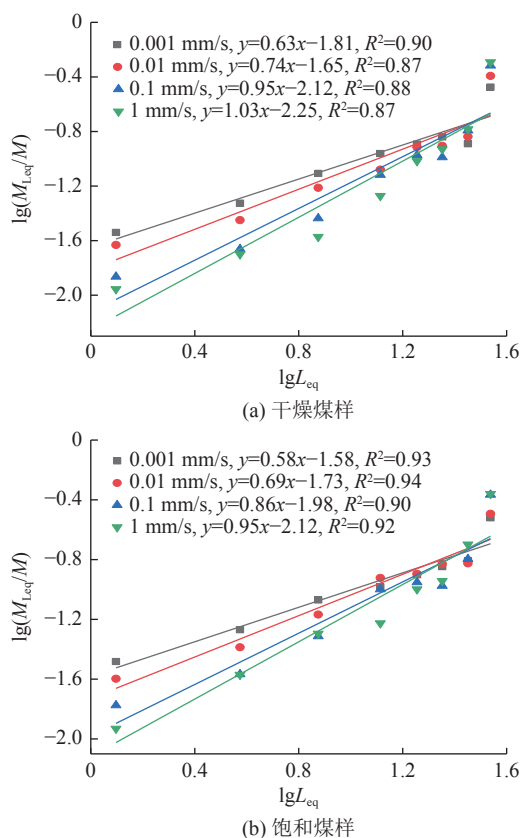 0.001 mm/s, y=0.63x−1.81, R²=0.90
0.01 mm/s, y=0.74x−1.65, R²=0.87
0.1 mm/s, y=0.95x−2.12, R²=0.88
1 mm/s, y=1.03x−2.25, R²=0.87
0
−0.4
−0.8
−1.2
−1.6
−2.0
lg(M_Leq/M)
0 0.4 0.8 1.2 1.6
lgL_eq
(a) 干燥煤样
0.001 mm/s, y=0.58x−1.58, R²=0.93
0.01 mm/s, y=0.69x−1.73, R²=0.94
0.1 mm/s, y=0.86x−1.98, R²=0.90
1 mm/s, y=0.95x−2.12, R²=0.92
0
−0.4
−0.8
−1.2
−1.6
−2.0
lg(M_Leq/M)
0 0.4 0.8 1.2 1.6
lgL_eq
(b) 饱和煤样